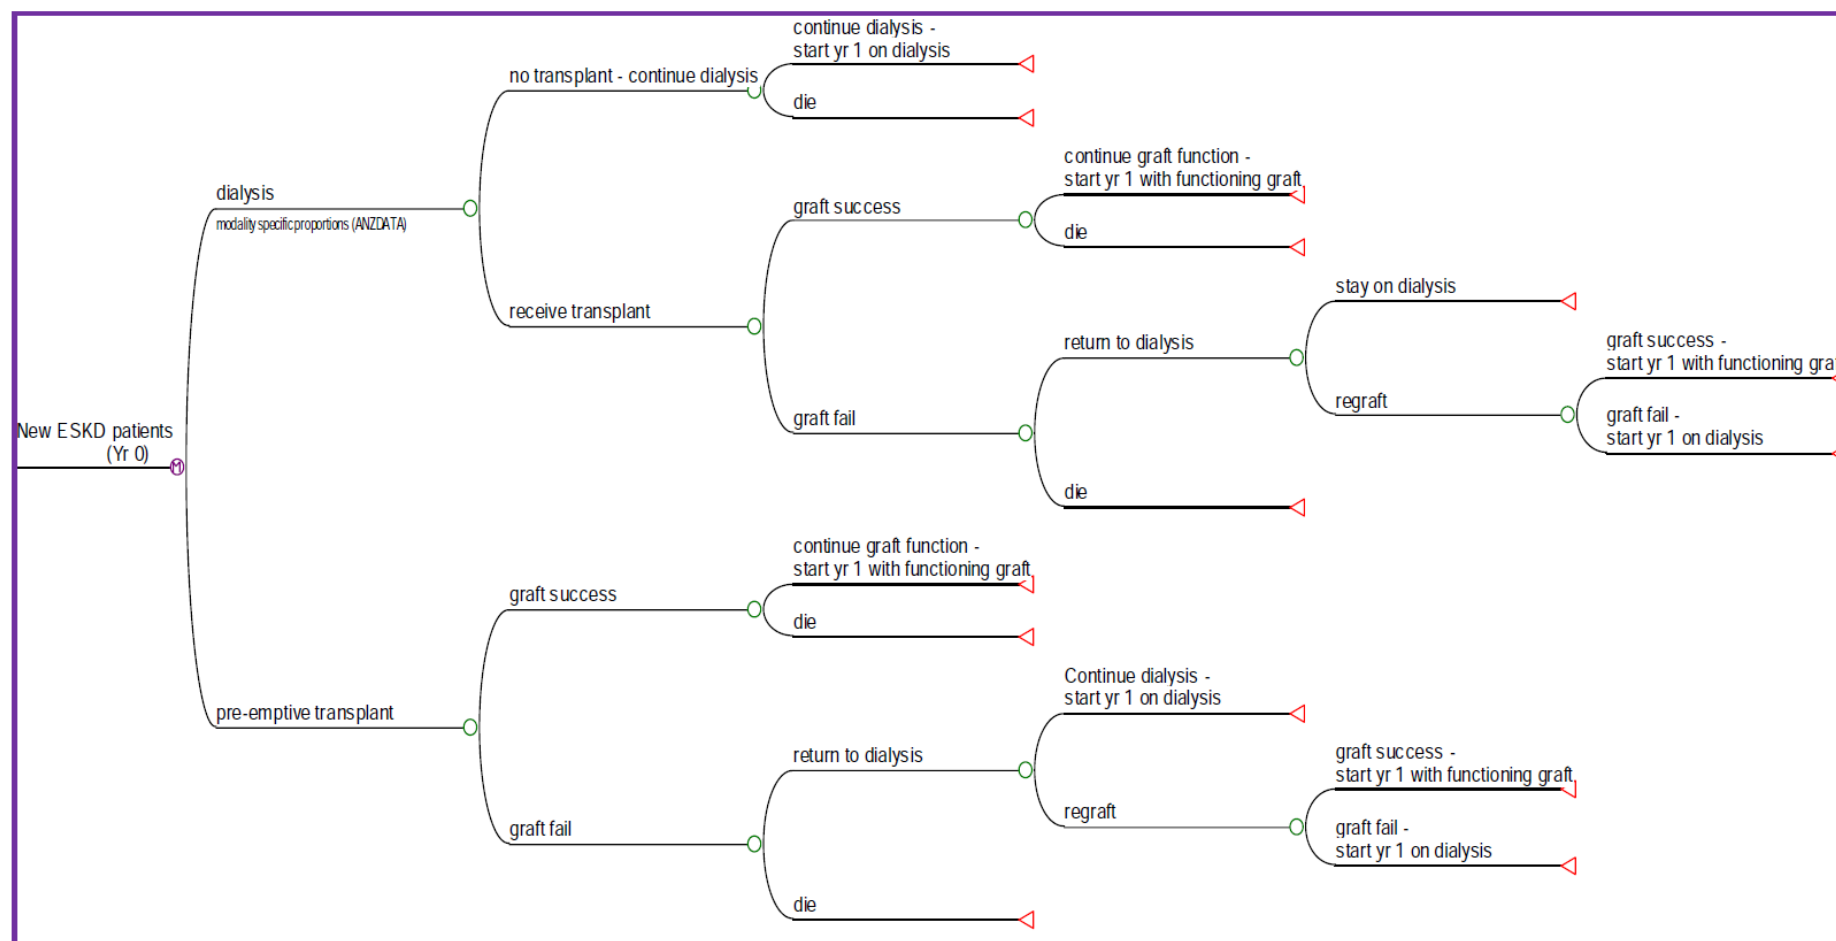 continue dialysis -
start yr 1 on dialysis
no transplant - continue dialysis
die
continue graft function -
start yr 1 with functioning graft
dialysis
modality specific proportions (ANZDATA)
graft success
die
stay on dialysis
receive transplant
return to dialysis
graft success -
start yr 1 with functioning graf
regraft
graft fail
graft fail -
start yr 1 on dialysis
New ESKD patients
(Yr 0)
M
die
continue graft function -
start yr 1 with functioning graft
graft success
die
Continue dialysis -
start yr 1 on dialysis
pre-emptive transplant
return to dialysis
graft success -
start yr 1 with functioning graft
regraft
graft fail
graft fail -
start yr 1 on dialysis
die